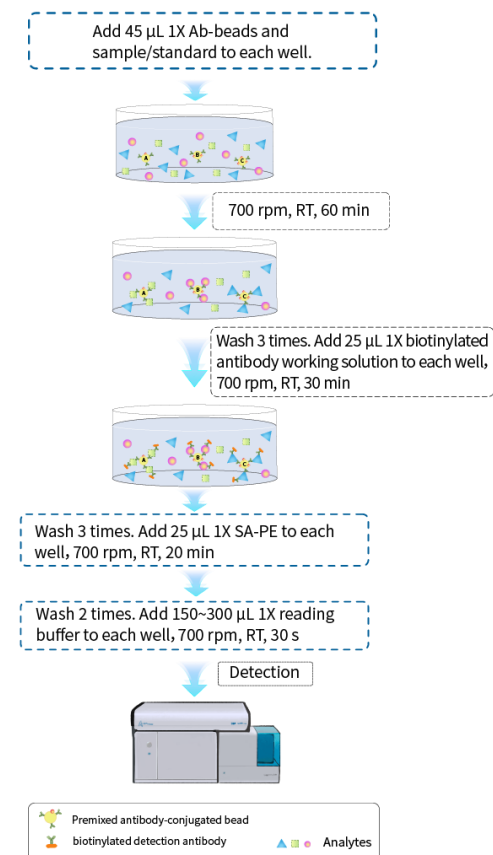 Add 45 μL 1X Ab-beads and
sample/standard to each well.
A
B
C
700 rpm, RT, 60 min
A
B
C
Wash 3 times. Add 25 μL 1X biotinylated
antibody working solution to each well,
700 rpm, RT, 30 min
A
B
C
Wash 3 times. Add 25 μL 1X SA-PE to each
well, 700 rpm, RT, 20 min
Wash 2 times. Add 150~300 μL 1X reading
buffer to each well, 700 rpm, RT, 30 s
Detection
Premixed antibody-conjugated bead
biotinylated detection antibody
Analytes